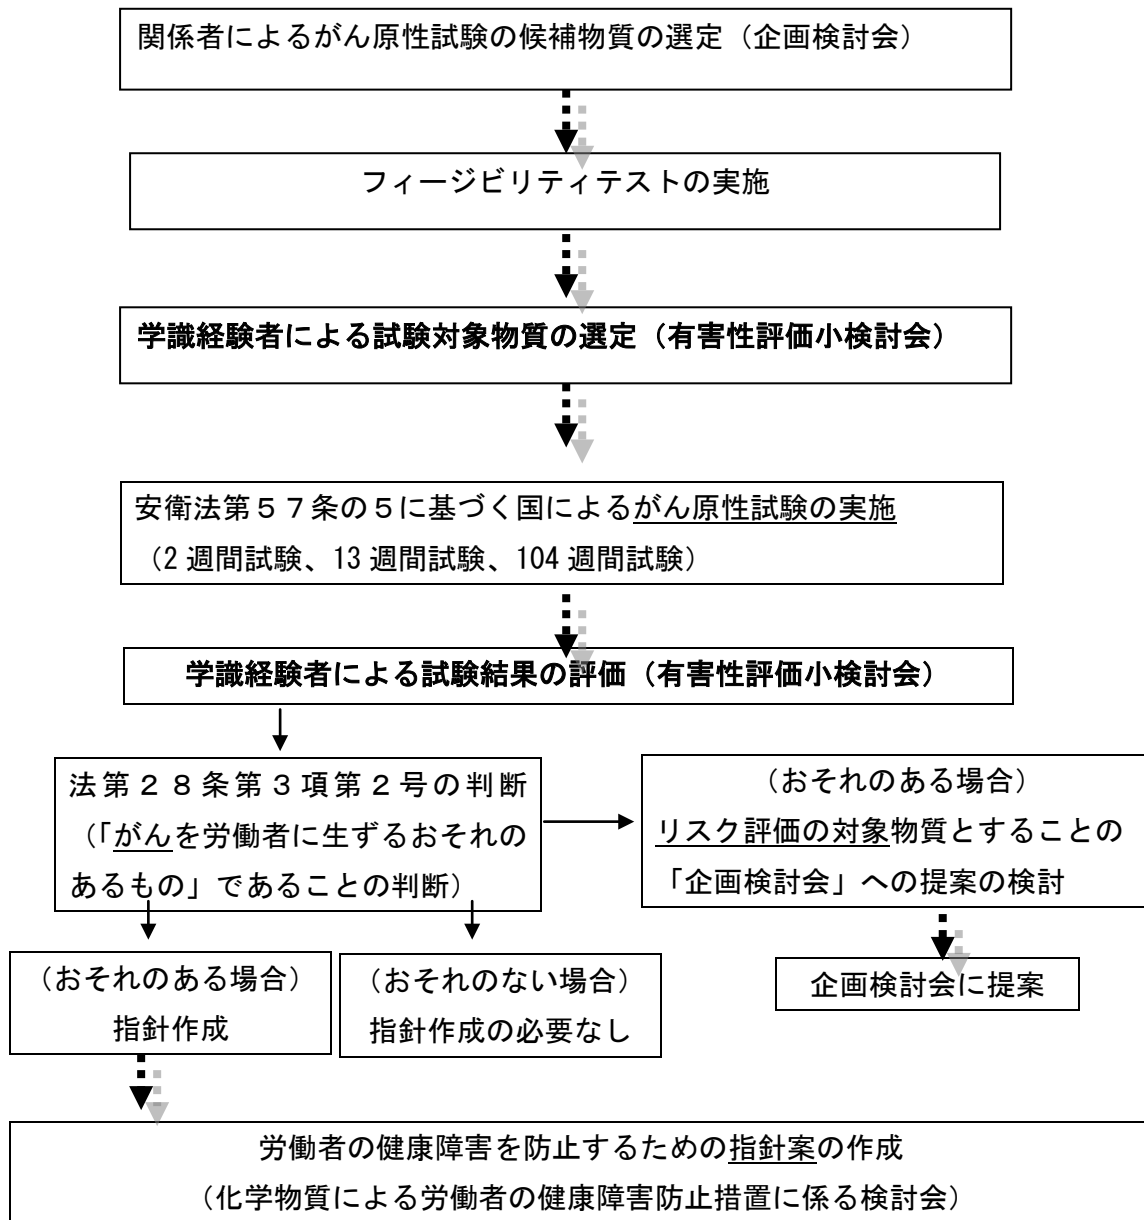 関係者によるがん原性試験の候補物質の選定（企画検討会）
フィージビリティテストの実施
学識経験者による試験対象物質の選定（有害性評価小検討会）
安衛法第５７条の５に基づく国によるがん原性試験の実施
（2 週間試験、13 週間試験、104 週間試験）
学識経験者による試験結果の評価（有害性評価小検討会）
法第２８条第３項第２号の判断
（「がんを労働者に生ずるおそれの
あるもの」であることの判断）
（おそれのある場合）
リスク評価の対象物質とすることの
「企画検討会」への提案の検討
（おそれのある場合）
指針作成
（おそれのない場合）
指針作成の必要なし
企画検討会に提案
労働者の健康障害を防止するための指針案の作成
（化学物質による労働者の健康障害防止措置に係る検討会）